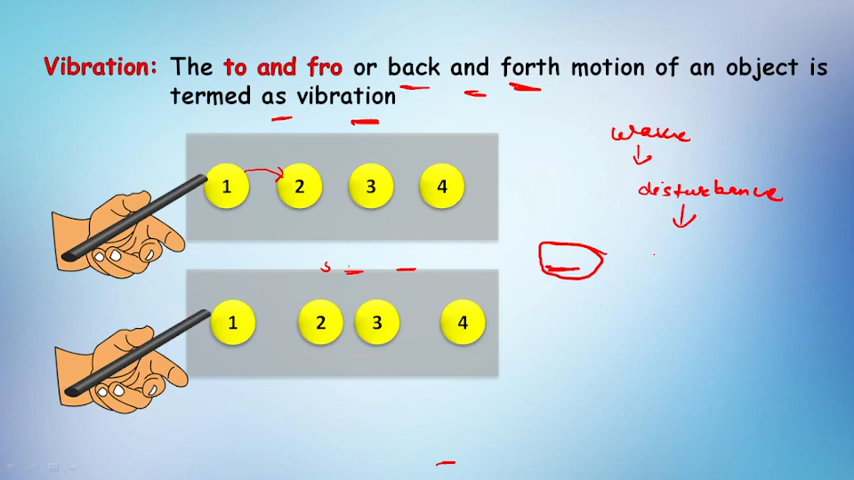 Vibration: The to and fro or back and forth motion of an object is
termed as vibration
wave
disturbance
1 2 3 4
s
1 2 3 4